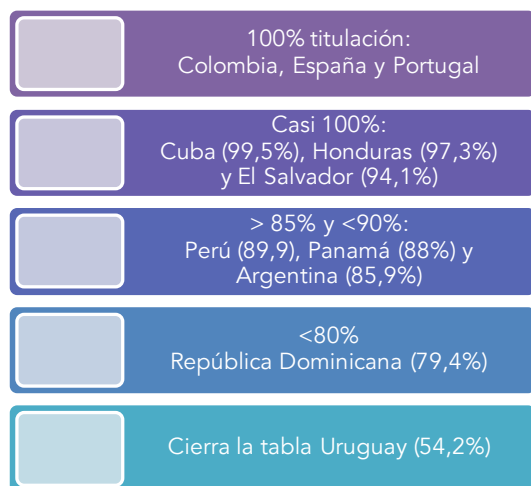 100% titulación:
Colombia, España y Portugal
Casi 100%:
Cuba (99,5%), Honduras (97,3%)
y El Salvador (94,1%)
> 85% y <90%:
Perú (89,9), Panamá (88%) y
Argentina (85,9%)
<80%
República Dominicana (79,4%)
Cierra la tabla Uruguay (54,2%)